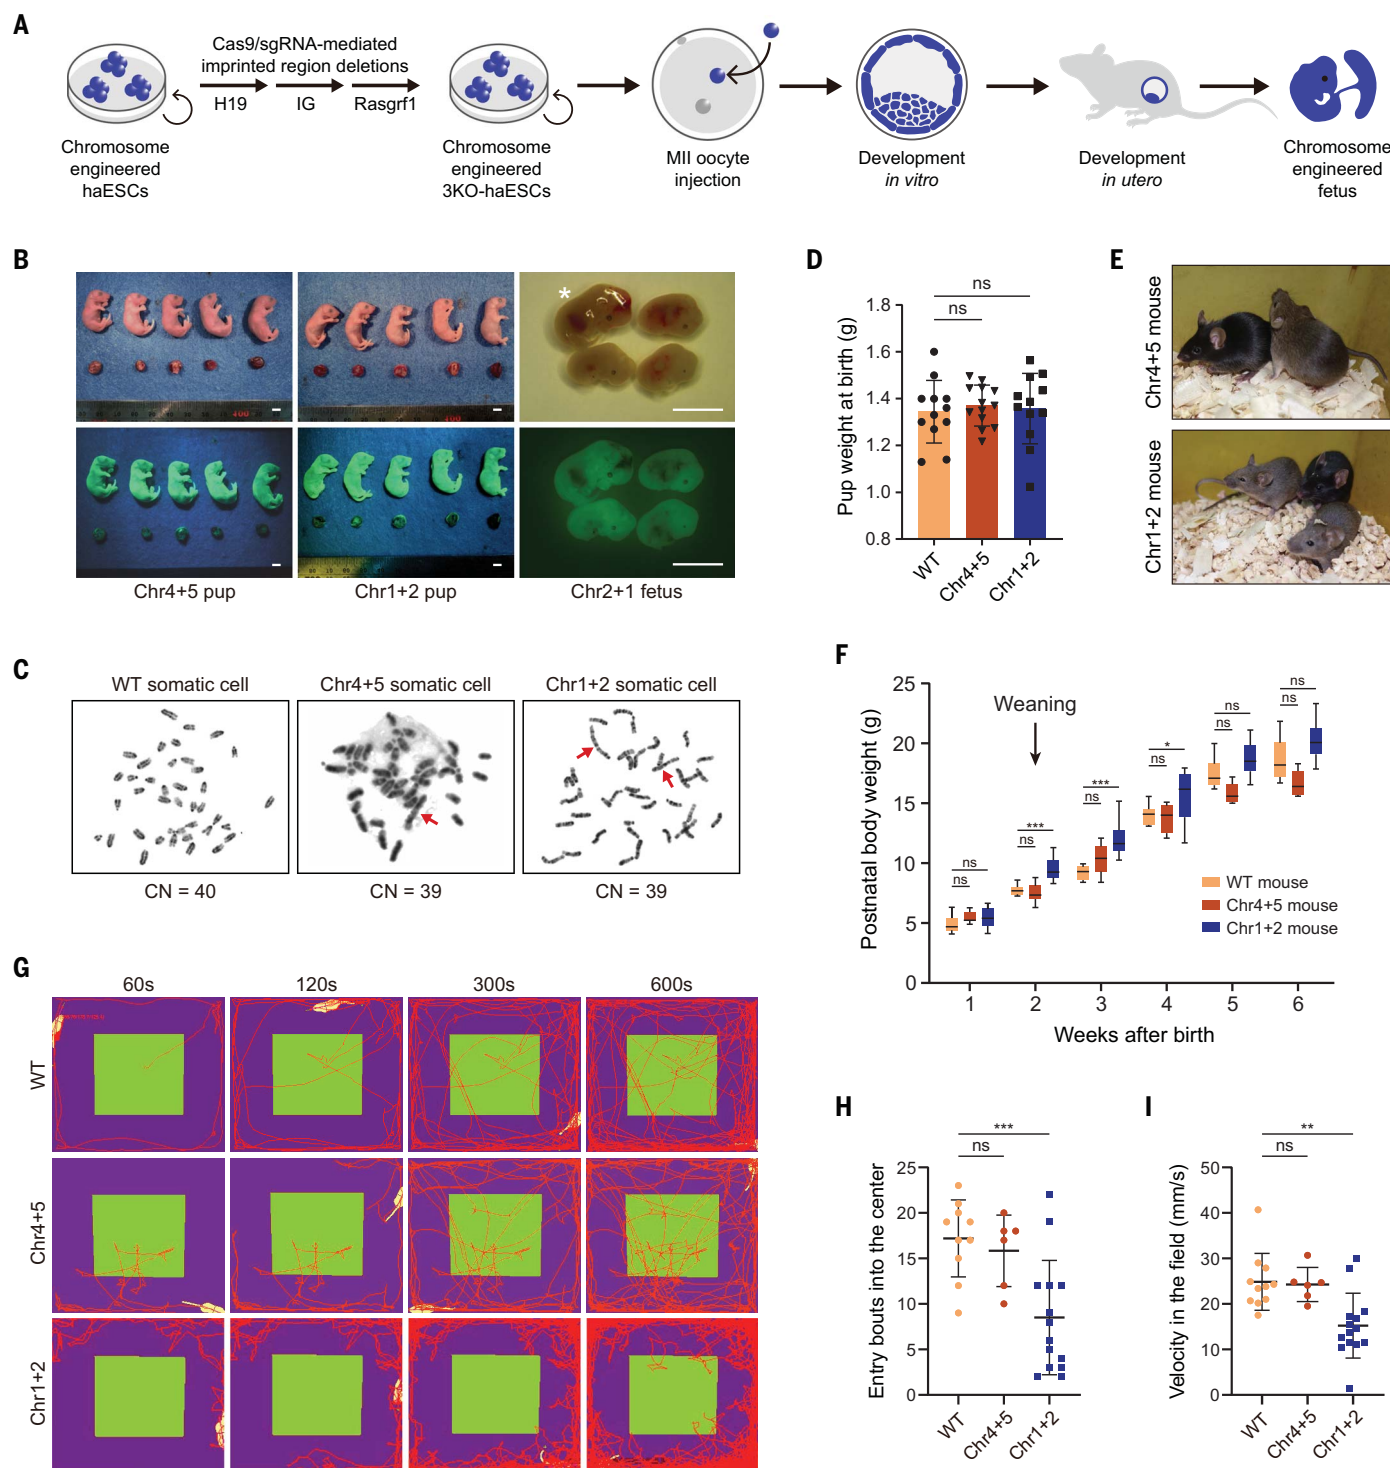 A
Cas9/sgRNA-mediated
imprinted region deletions
H19
IG
Rasgrf1
Chromosome
engineered
haESCs
Chromosome
engineered
3KO-haESCs
MII oocyte
injection
Development
in vitro
Development
in utero
Chromosome
engineered
fetus
B
*
Chr4+5 pup
Chr1+2 pup
Chr2+1 fetus
C
WT somatic cell
Chr4+5 somatic cell
Chr1+2 somatic cell
CN = 40
CN = 39
CN = 39
D
Pup weight at birth (g)
1.8
1.6
1.4
1.2
1.0
0.8
ns
ns
WT
Chr4+5
Chr1+2
E
Chr4+5 mouse
Chr1+2 mouse
F
Postnatal body weight (g)
25
20
15
10
5
0
Weaning
ns
ns
***
ns
***
ns
*
ns
ns
ns
ns
ns
WT mouse
Chr4+5 mouse
Chr1+2 mouse
1 2 3 4 5 6
Weeks after birth
G
60s 120s 300s 600s
WT
Chr4+5
Chr1+2
H
Entry bouts into the center
25
20
15
10
5
0
***
ns
WT
Chr4+5
Chr1+2
I
Velocity in the field (mm/s)
50
40
30
20
10
0
**
ns
WT
Chr4+5
Chr1+2